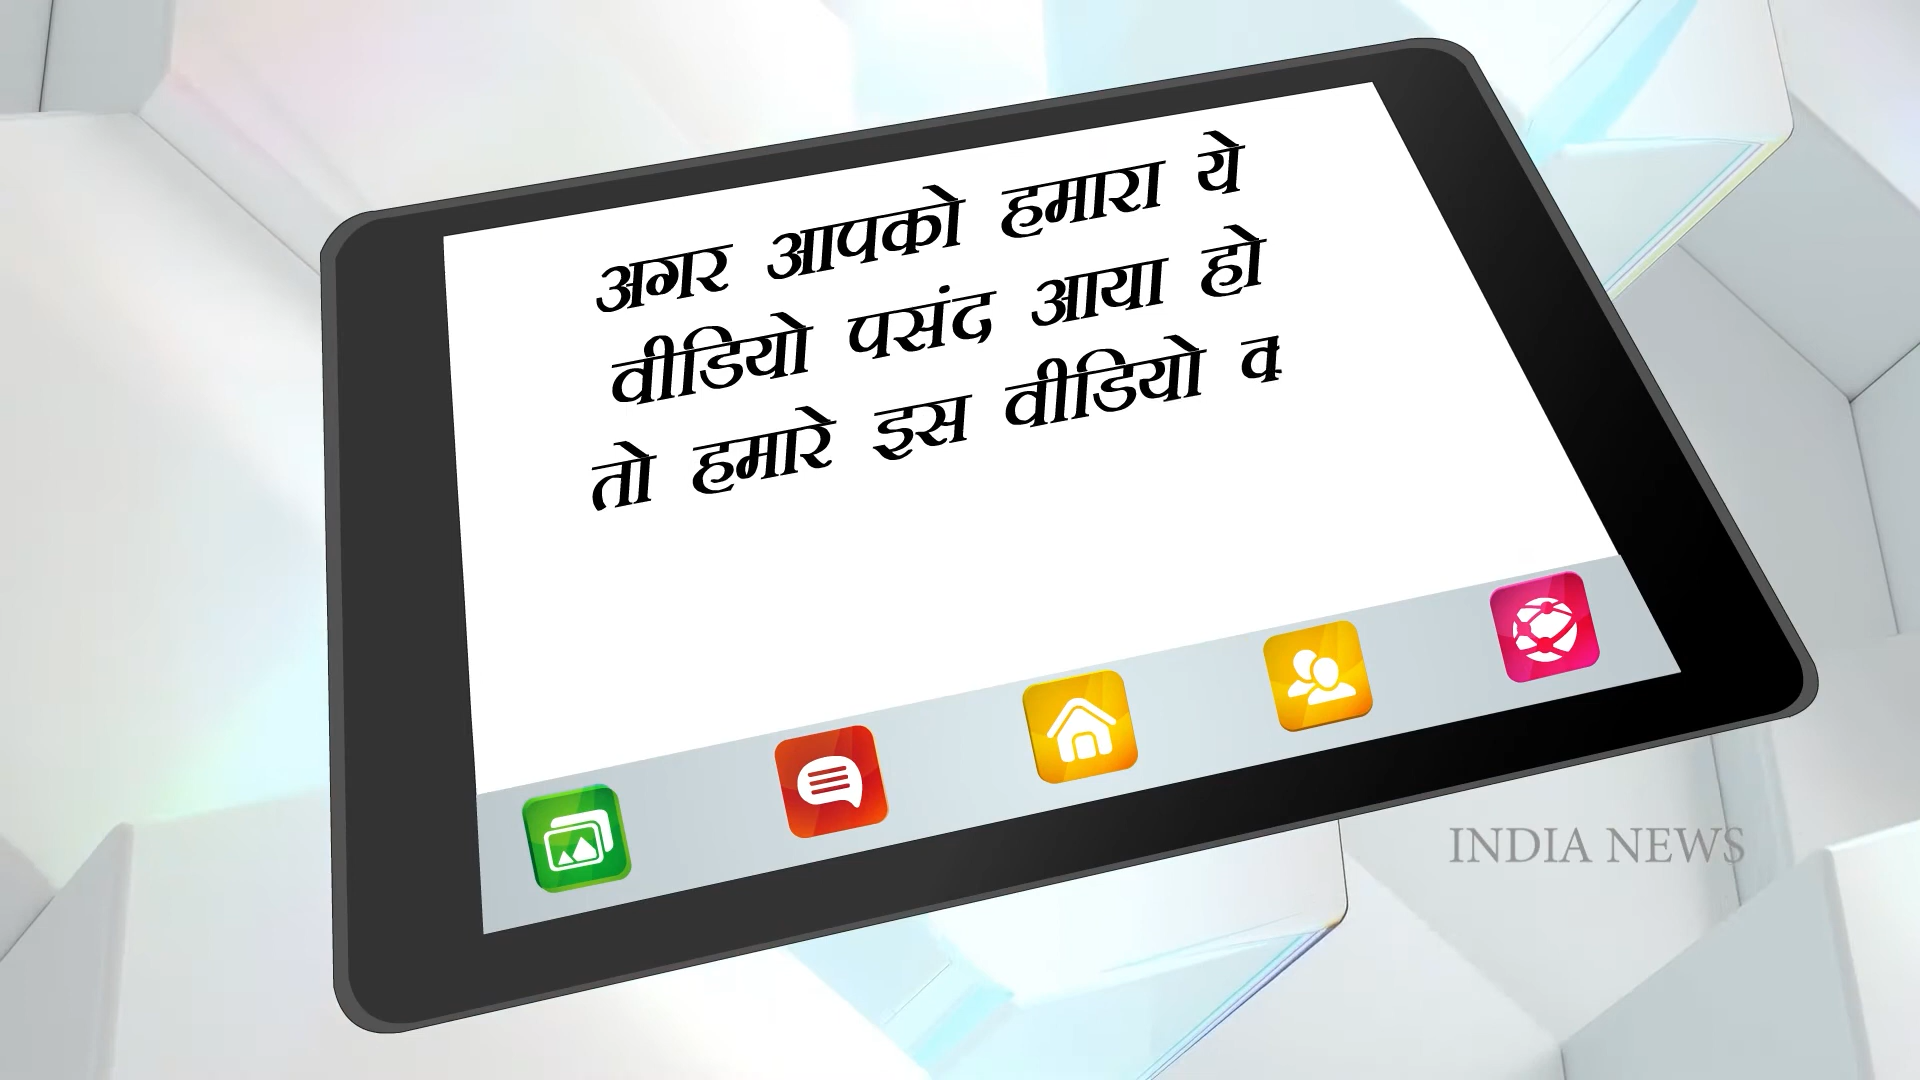 अगर आपको हमारा ये
वीडियो पसंद आया हो
तो हमारे इस वीडियो
INDIA NEWS